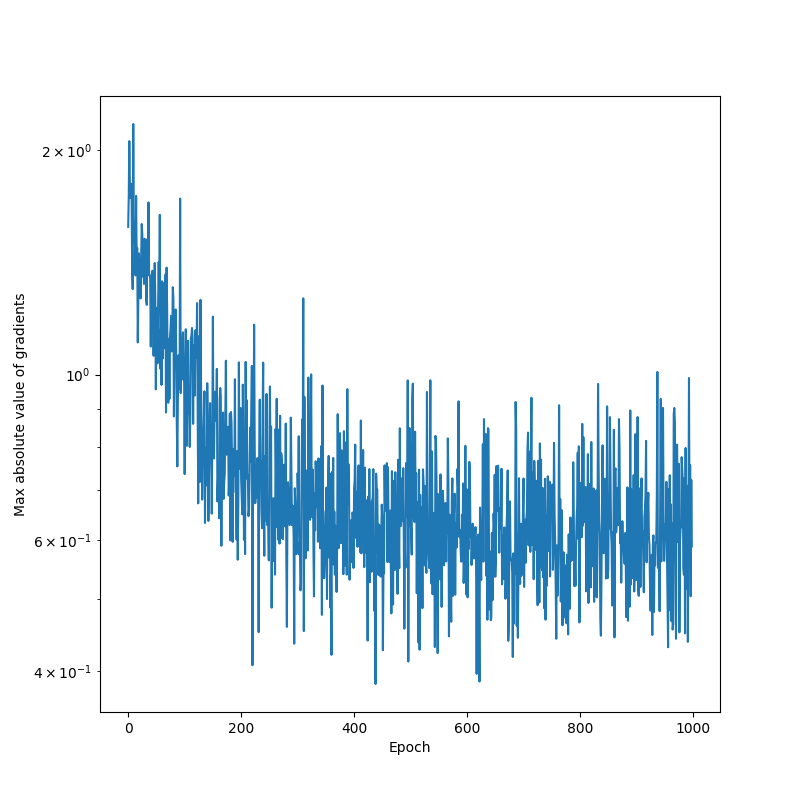 Max absolute value of gradients
2 × 10⁰
10⁰
6 × 10⁻¹
4 × 10⁻¹
0 200 400 600 800 1000
Epoch